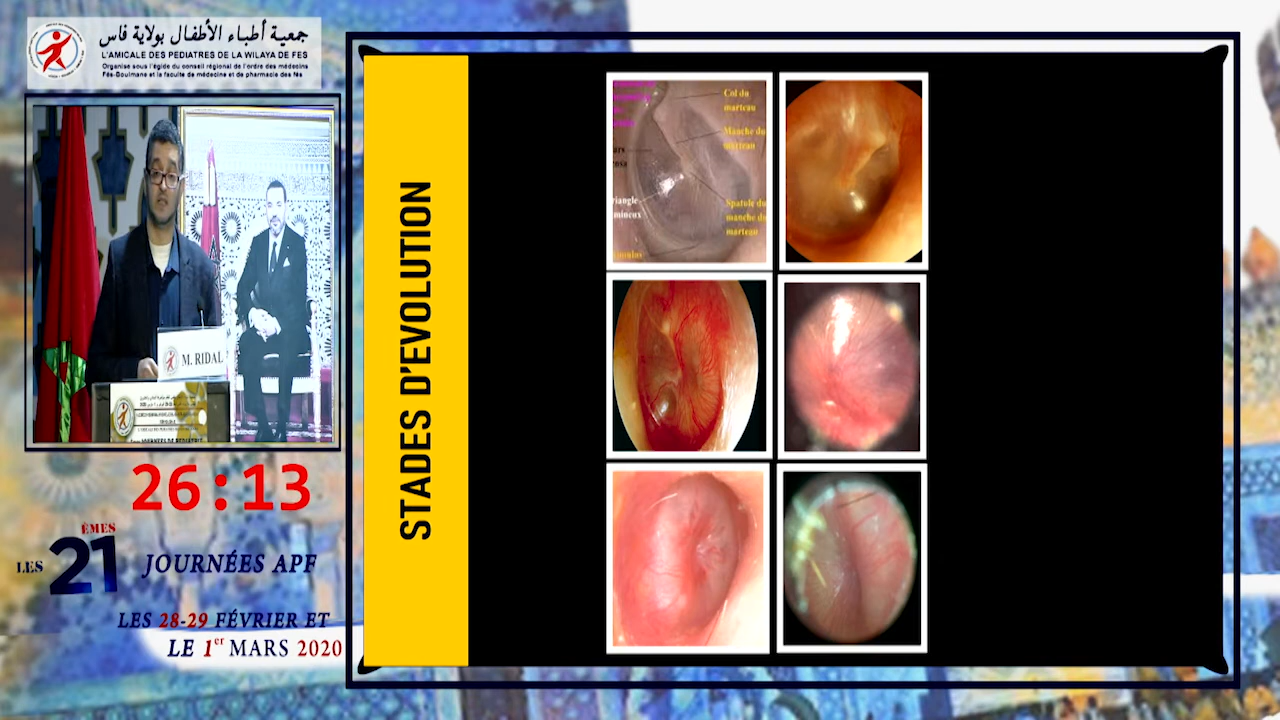 جمعية أطباء الأطفال بولاية فاس
L'AMICALE DES PEDIATRES DE LA WILAYA DE FES
Organisé sous l'égide du conseil régional de l'ordre des médecins
Fès-Boulmane et la faculté de médecine et de pharmacie des fès
M. RIDAL
26:13
LES 21 ÈMES JOURNÉES APF
LES 28-29 FÉVRIER ET
LE 1er MARS 2020
STADES D'EVOLUTION
Col du
marteau
Manche du
marteau
Spatule du
manche du
marteau